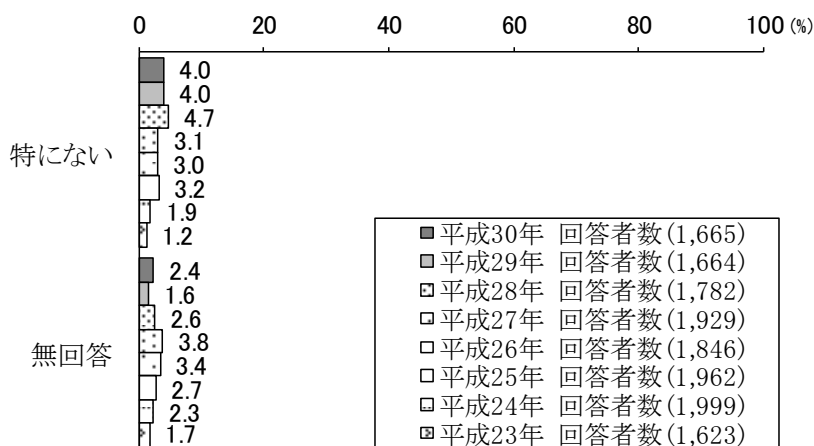 0 20 40 60 80 100 (%)
特にない
4.0
4.0
4.7
3.1
3.0
3.2
1.9
1.2
無回答
2.4
1.6
2.6
3.8
3.4
2.7
2.3
1.7
平成30年 回答者数(1,665)
平成29年 回答者数(1,664)
平成28年 回答者数(1,782)
平成27年 回答者数(1,929)
平成26年 回答者数(1,846)
平成25年 回答者数(1,962)
平成24年 回答者数(1,999)
平成23年 回答者数(1,623)